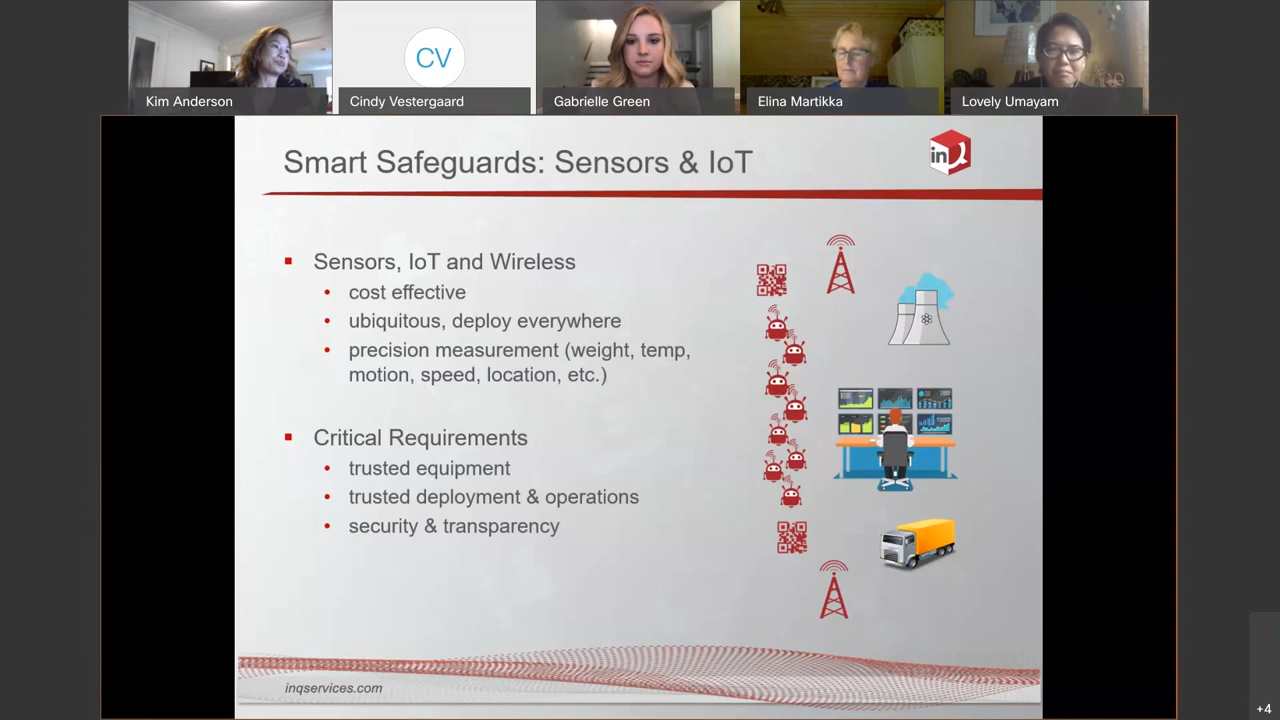 CV
Kim Anderson
Cindy Vestergaard
Gabrielle Green
Elina Martikka
Lovely Umayam
Smart Safeguards: Sensors & IoT
in
Sensors, IoT and Wireless
cost effective
ubiquitous, deploy everywhere
precision measurement (weight, temp,
motion, speed, location, etc.)
Critical Requirements
trusted equipment
trusted deployment & operations
security & transparency
inqservices.com
+4